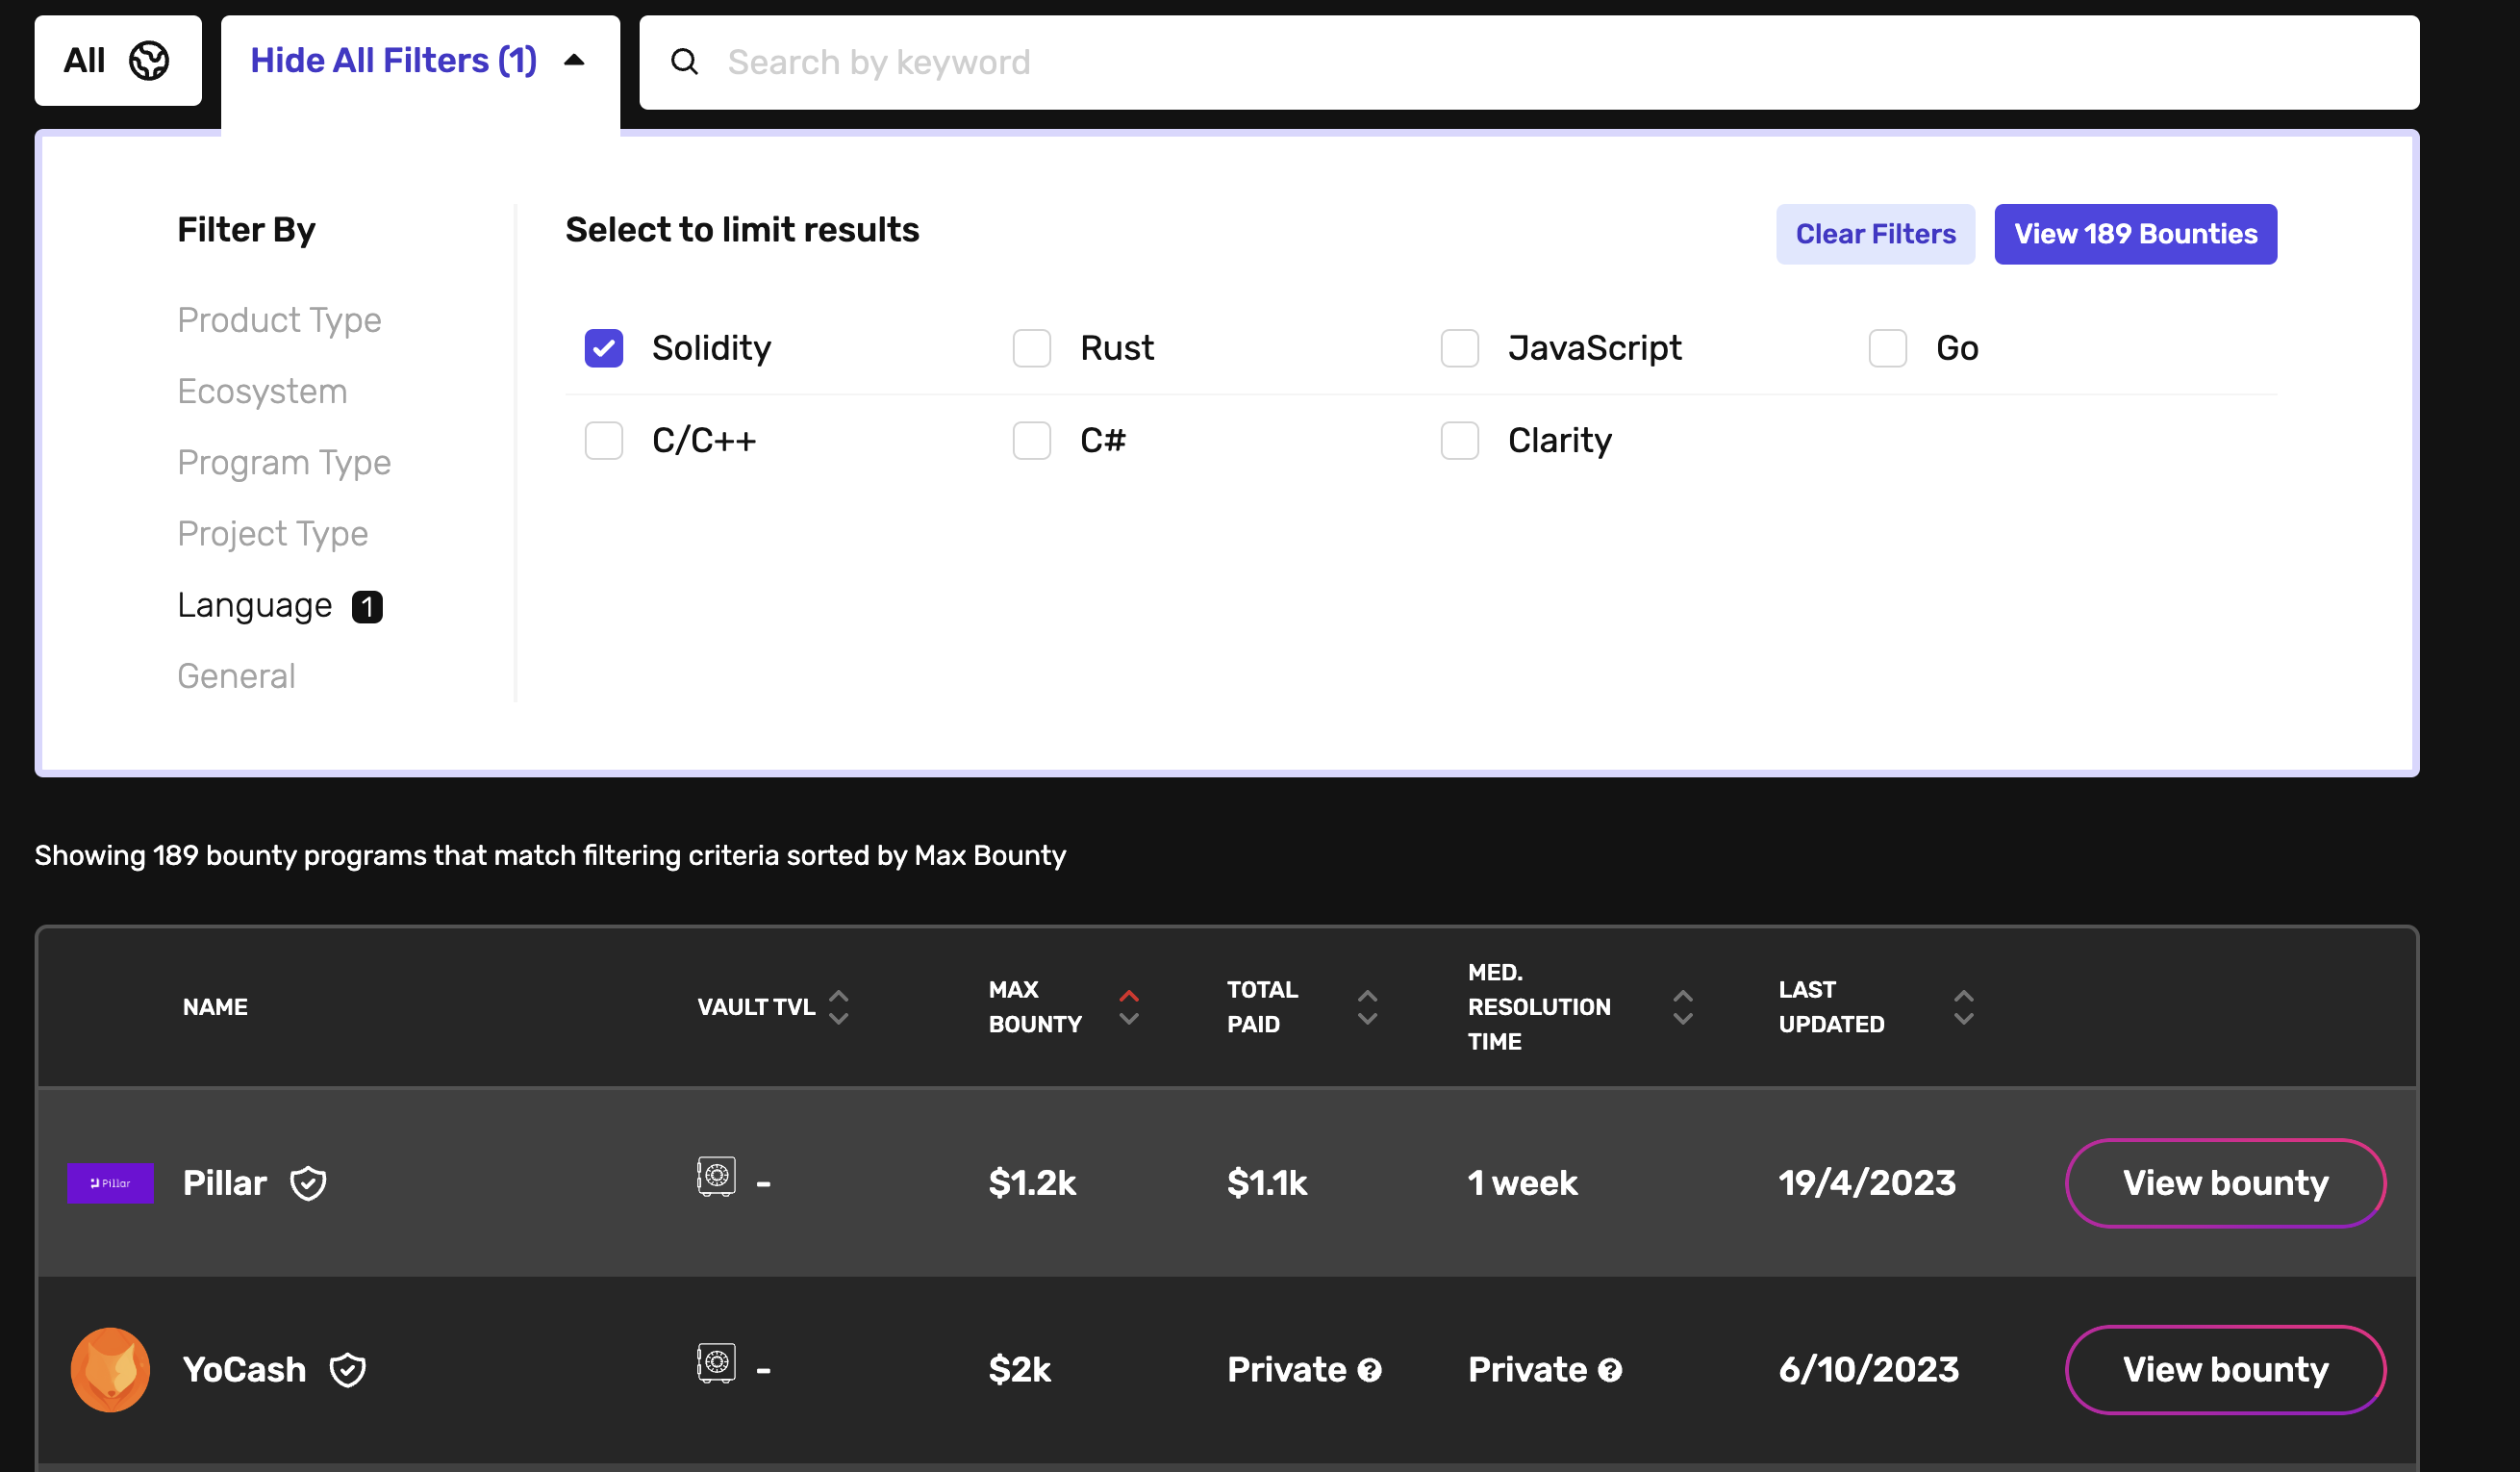 All
Hide All Filters (1)
Search by keyword
Filter By
Select to limit results
Clear Filters
View 189 Bounties
Product Type
Ecosystem
Program Type
Project Type
Language 1
General
Solidity
Rust
JavaScript
Go
C/C++
C#
Clarity
Showing 189 bounty programs that match filtering criteria sorted by Max Bounty
NAME
VAULT TVL
MAX
BOUNTY
TOTAL
PAID
MED.
RESOLUTION
TIME
LAST
UPDATED
Pillar
Pillar
-
$1.2k
$1.1k
1 week
19/4/2023
View bounty
YoCash
-
$2k
Private
Private
6/10/2023
View bounty